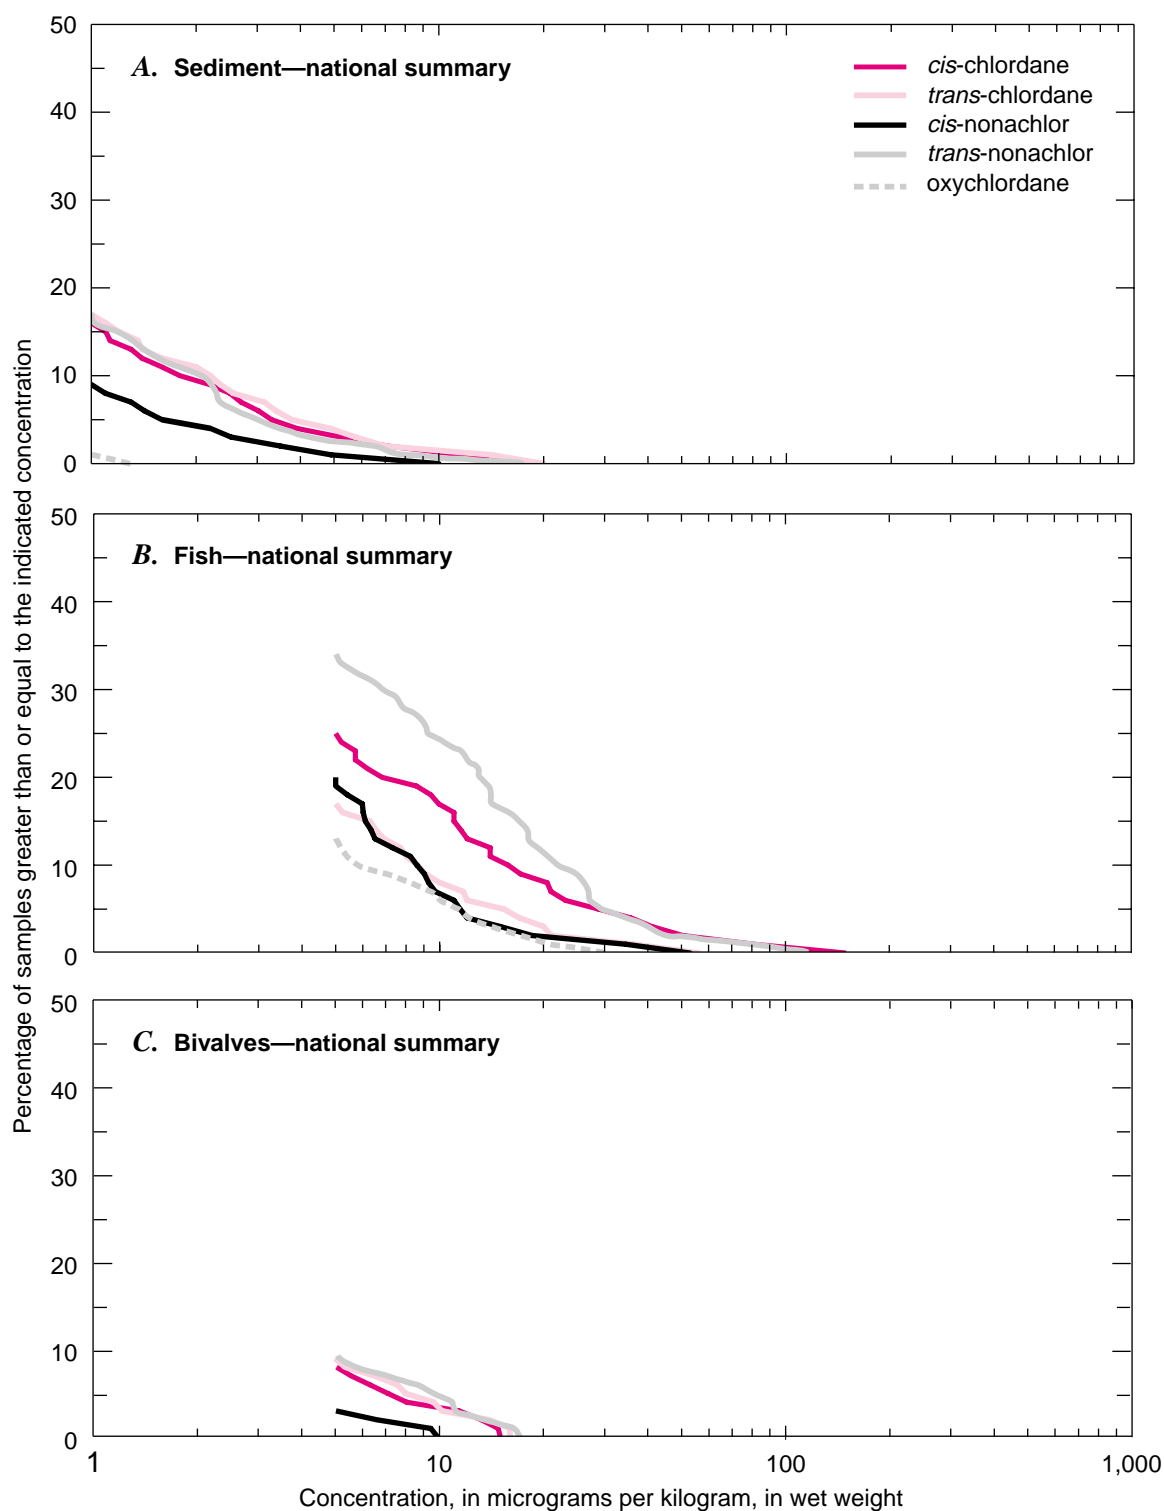 Percentage of samples greater than or equal to the indicated concentration
50
40
30
20
10
0
A. Sediment—national summary
cis-chlordane
trans-chlordane
cis-nonachlor
trans-nonachlor
oxychlordane
50
40
30
20
10
0
B. Fish—national summary
50
40
30
20
10
0
C. Bivalves—national summary
1 10 100 1,000
Concentration, in micrograms per kilogram, in wet weight